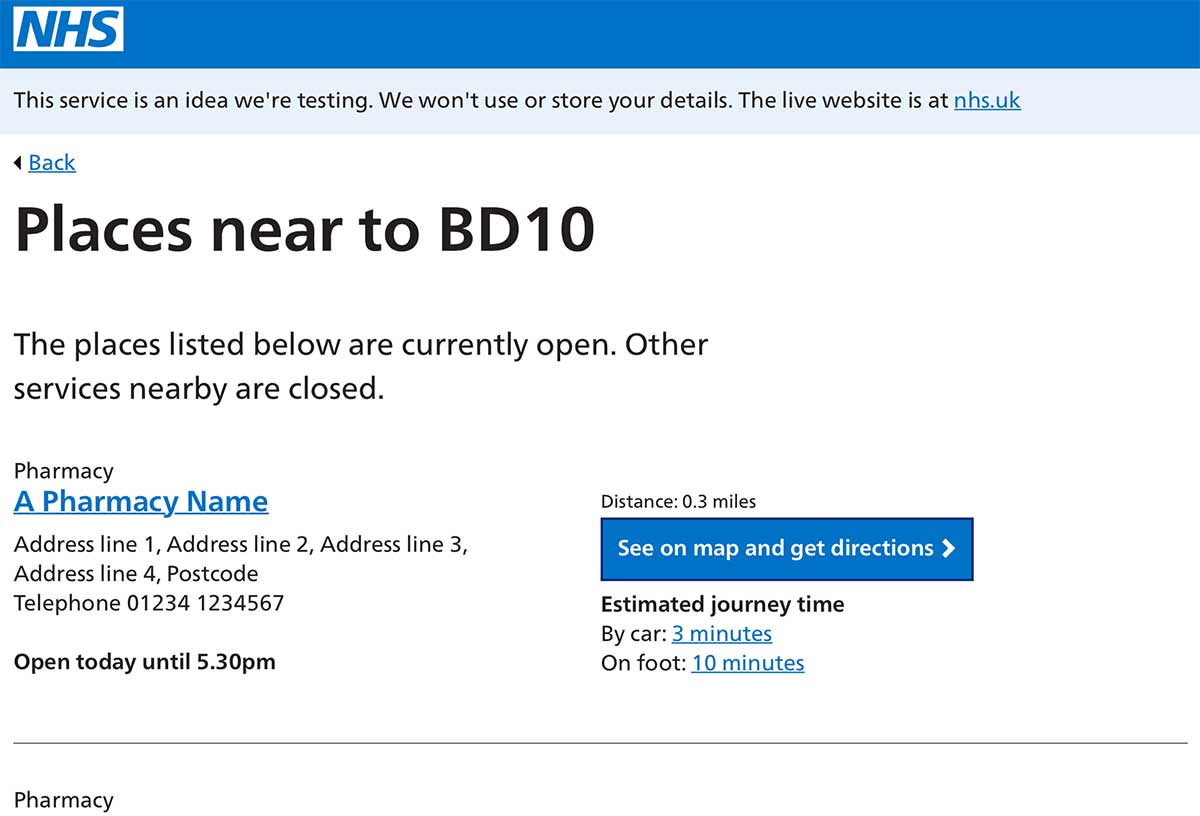 NHS
This service is an idea we're testing. We won't use or store your details. The live website is at nhs.uk
Back
Places near to BD10
The places listed below are currently open. Other
services nearby are closed.
Pharmacy
A Pharmacy Name
Address line 1, Address line 2, Address line 3,
Address line 4, Postcode
Telephone 01234 1234567
Open today until 5.30pm
Distance: 0.3 miles
See on map and get directions
Estimated journey time
By car: 3 minutes
On foot: 10 minutes
Pharmacy